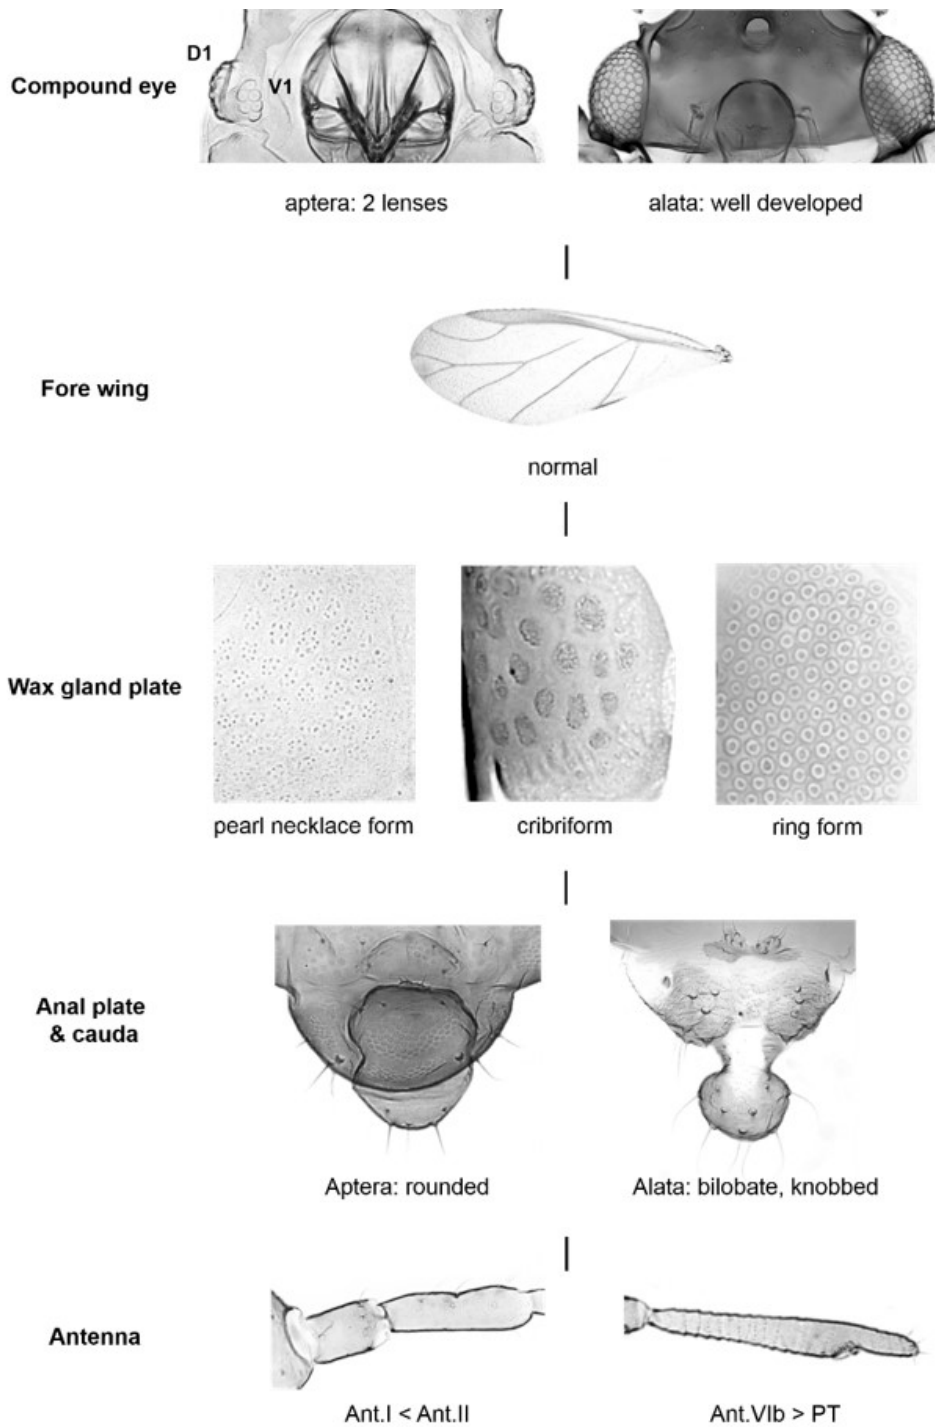 D1
Compound eye
V1
aptera: 2 lenses
alata: well developed
Fore wing
normal
Wax gland plate
pearl necklace form
cribriform
ring form
Anal plate
& cauda
Aptera: rounded
Alata: bilobate, knobbed
Antenna
Ant.I < Ant.II
Ant.VIb > PT